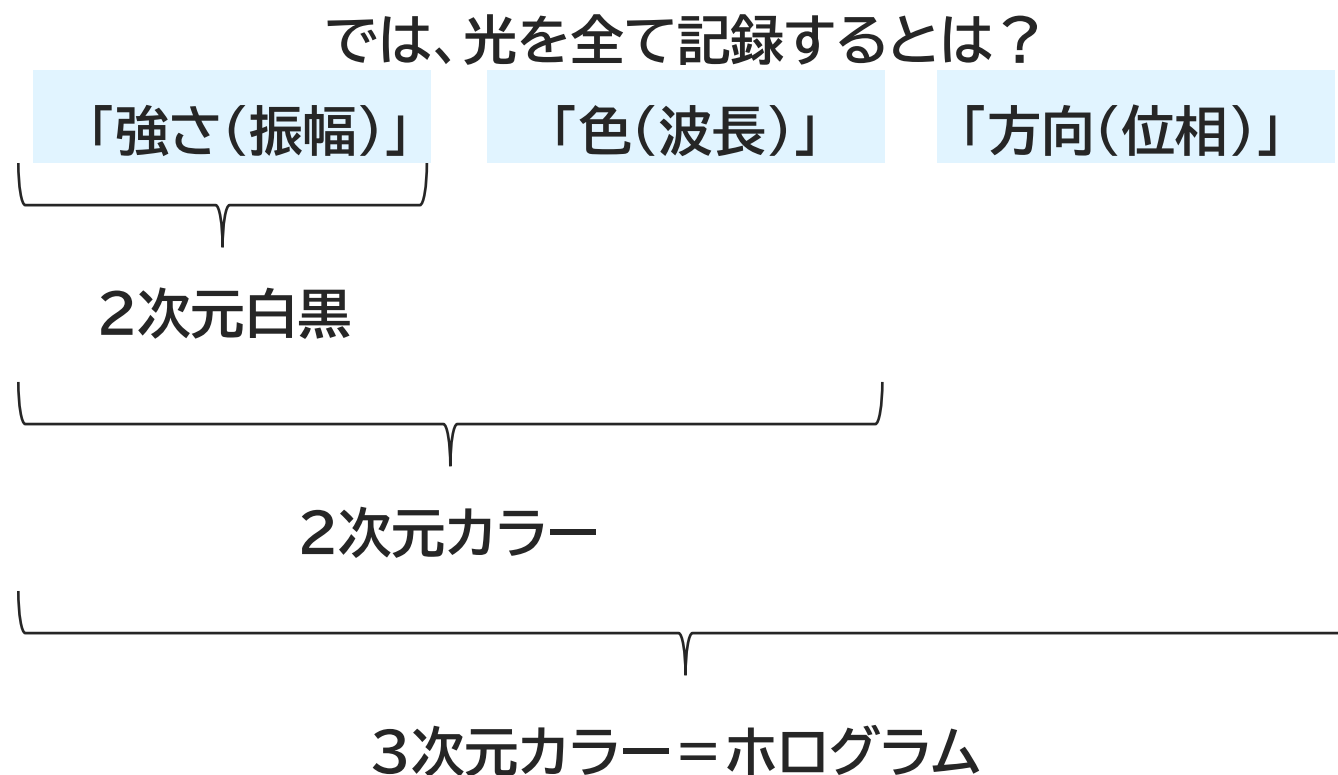 では、光を全て記録するとは？
「強さ（振幅）」 「色（波長）」 「方向（位相）」
2次元白黒
2次元カラー
3次元カラー＝ホログラム